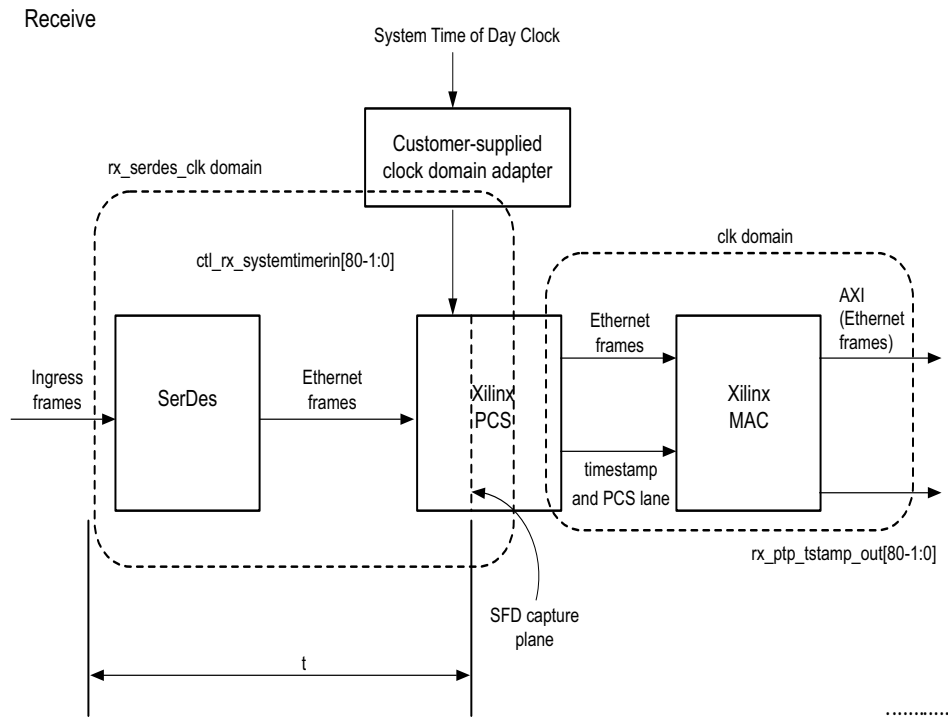 Receive
System Time of Day Clock
Customer-supplied
clock domain adapter
rx_serdes_clk domain
ctl_rx_systemtimerin[80-1:0]
clk domain
Ingress
frames
SerDes
Ethernet
frames
Xilinx
PCS
Ethernet
frames
timestamp
and PCS lane
Xilinx
MAC
AXI
(Ethernet
frames)
rx_ptp_tstamp_out[80-1:0]
SFD capture
plane
t